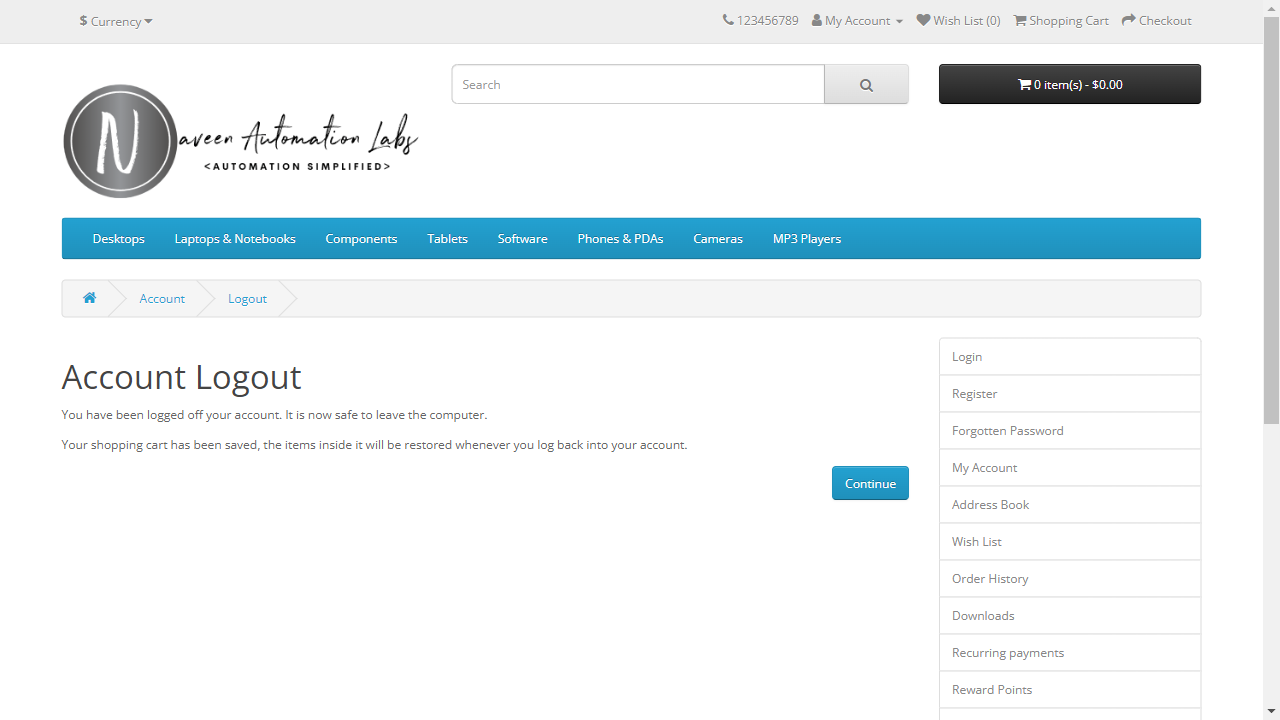 $ Currency
123456789 My Account Wish List (0) Shopping Cart Checkout
Search
0 item(s) - $0.00
Naveen Automation Labs
<AUTOMATION SIMPLIFIED>
Desktops Laptops & Notebooks Components Tablets Software Phones & PDAs Cameras MP3 Players
Account Logout
Account Logout
You have been logged off your account. It is now safe to leave the computer.
Your shopping cart has been saved, the items inside it will be restored whenever you log back into your account.
Continue
Login
Register
Forgotten Password
My Account
Address Book
Wish List
Order History
Downloads
Recurring payments
Reward Points